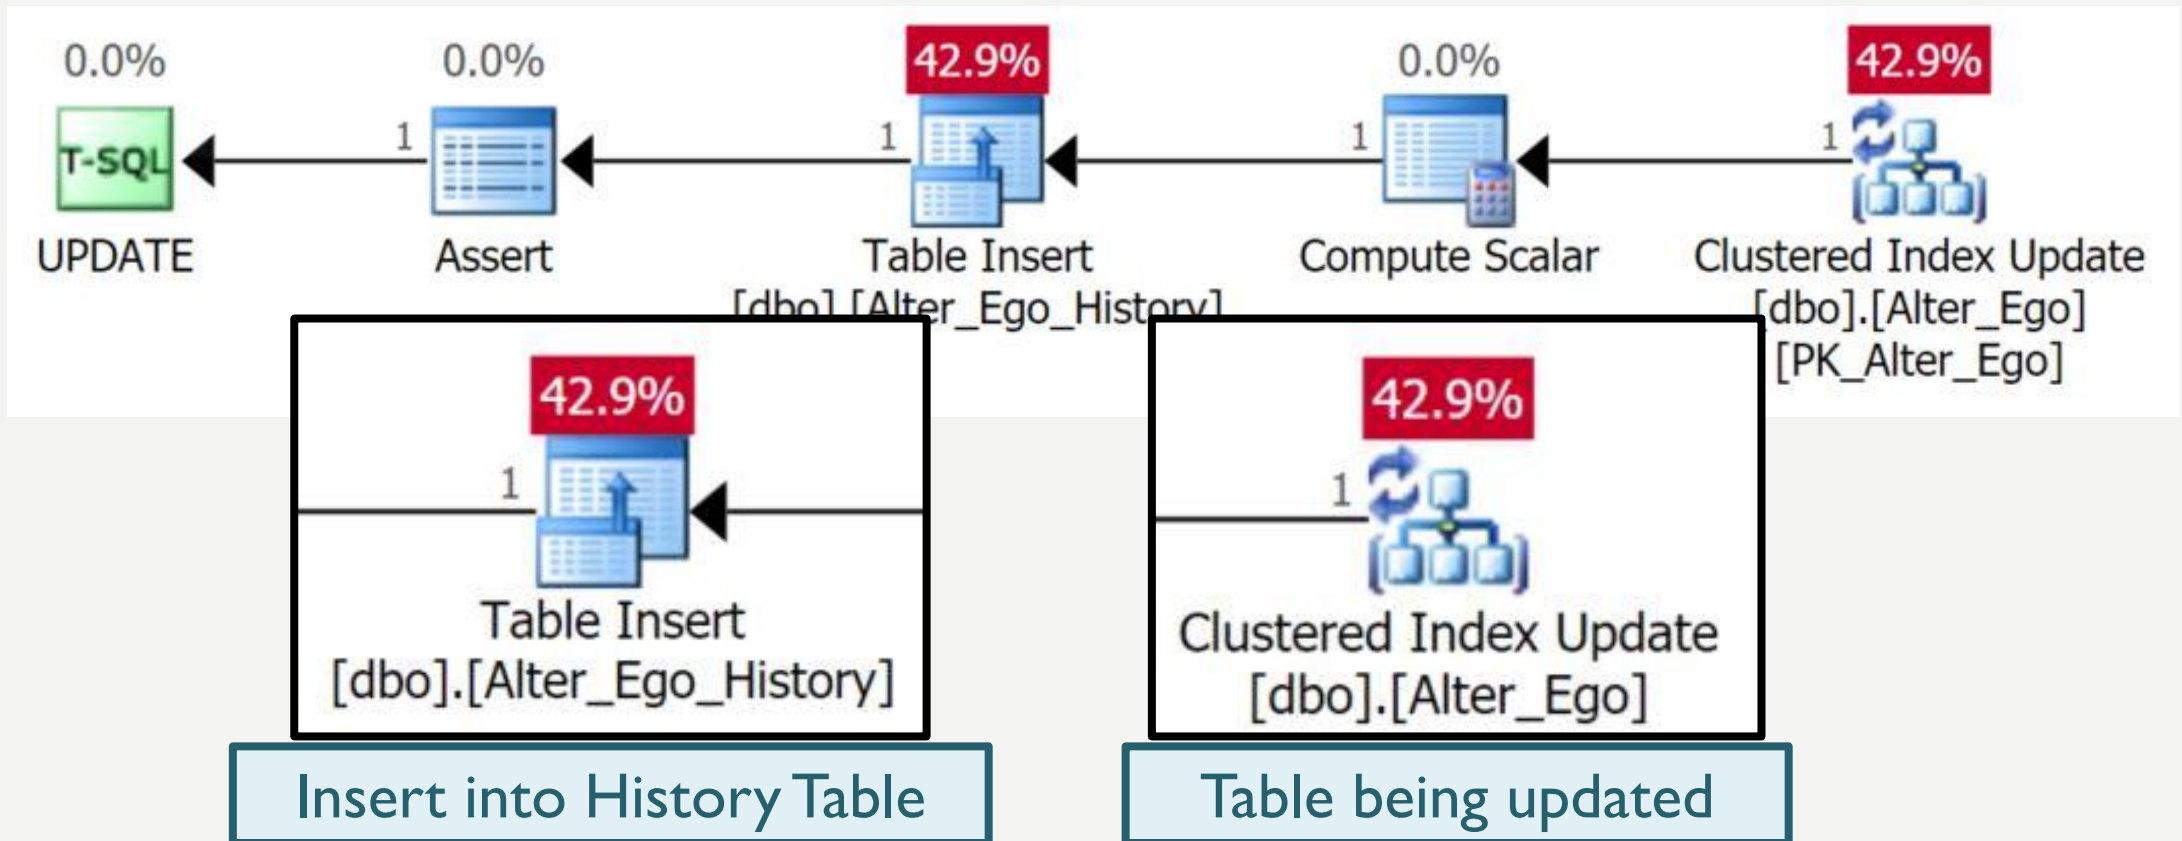 0.0%
0.0%
42.9%
0.0%
42.9%
T-SQL
1
1
1
1
UPDATE
Assert
Table Insert
[dbo].[Alter_Ego_History]
Compute Scalar
Clustered Index Update
[dbo].[Alter_Ego]
[PK_Alter_Ego]
42.9%
1
Table Insert
[dbo].[Alter_Ego_History]
Insert into History Table
42.9%
1
Clustered Index Update
[dbo].[Alter_Ego]
Table being updated